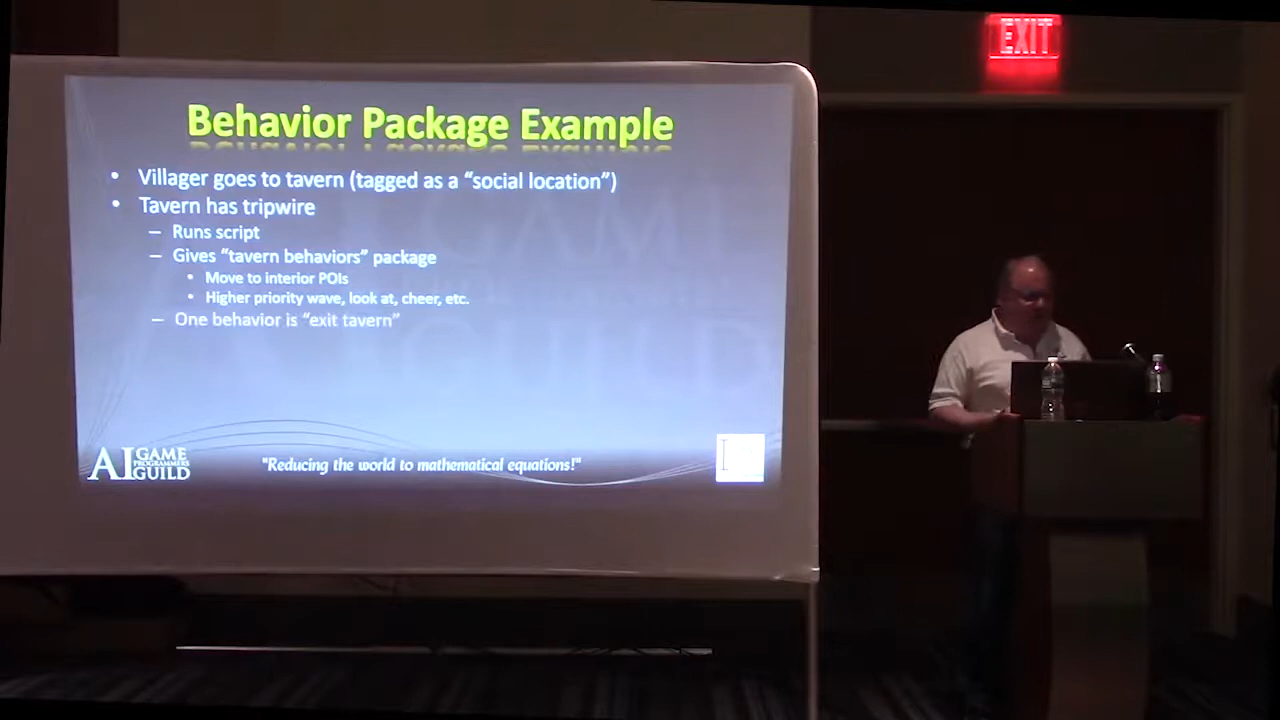 EXIT
Behavior Package Example
• Villager goes to tavern (tagged as a “social location”)
• Tavern has tripwire
– Runs script
– Gives “tavern behaviors” package
• Move to interior POIs
• Higher priority wave, look at, cheer, etc.
– One behavior is “exit tavern”
AI GAME
PROGRAMMERS
GUILD
"Reducing the world to mathematical equations!"